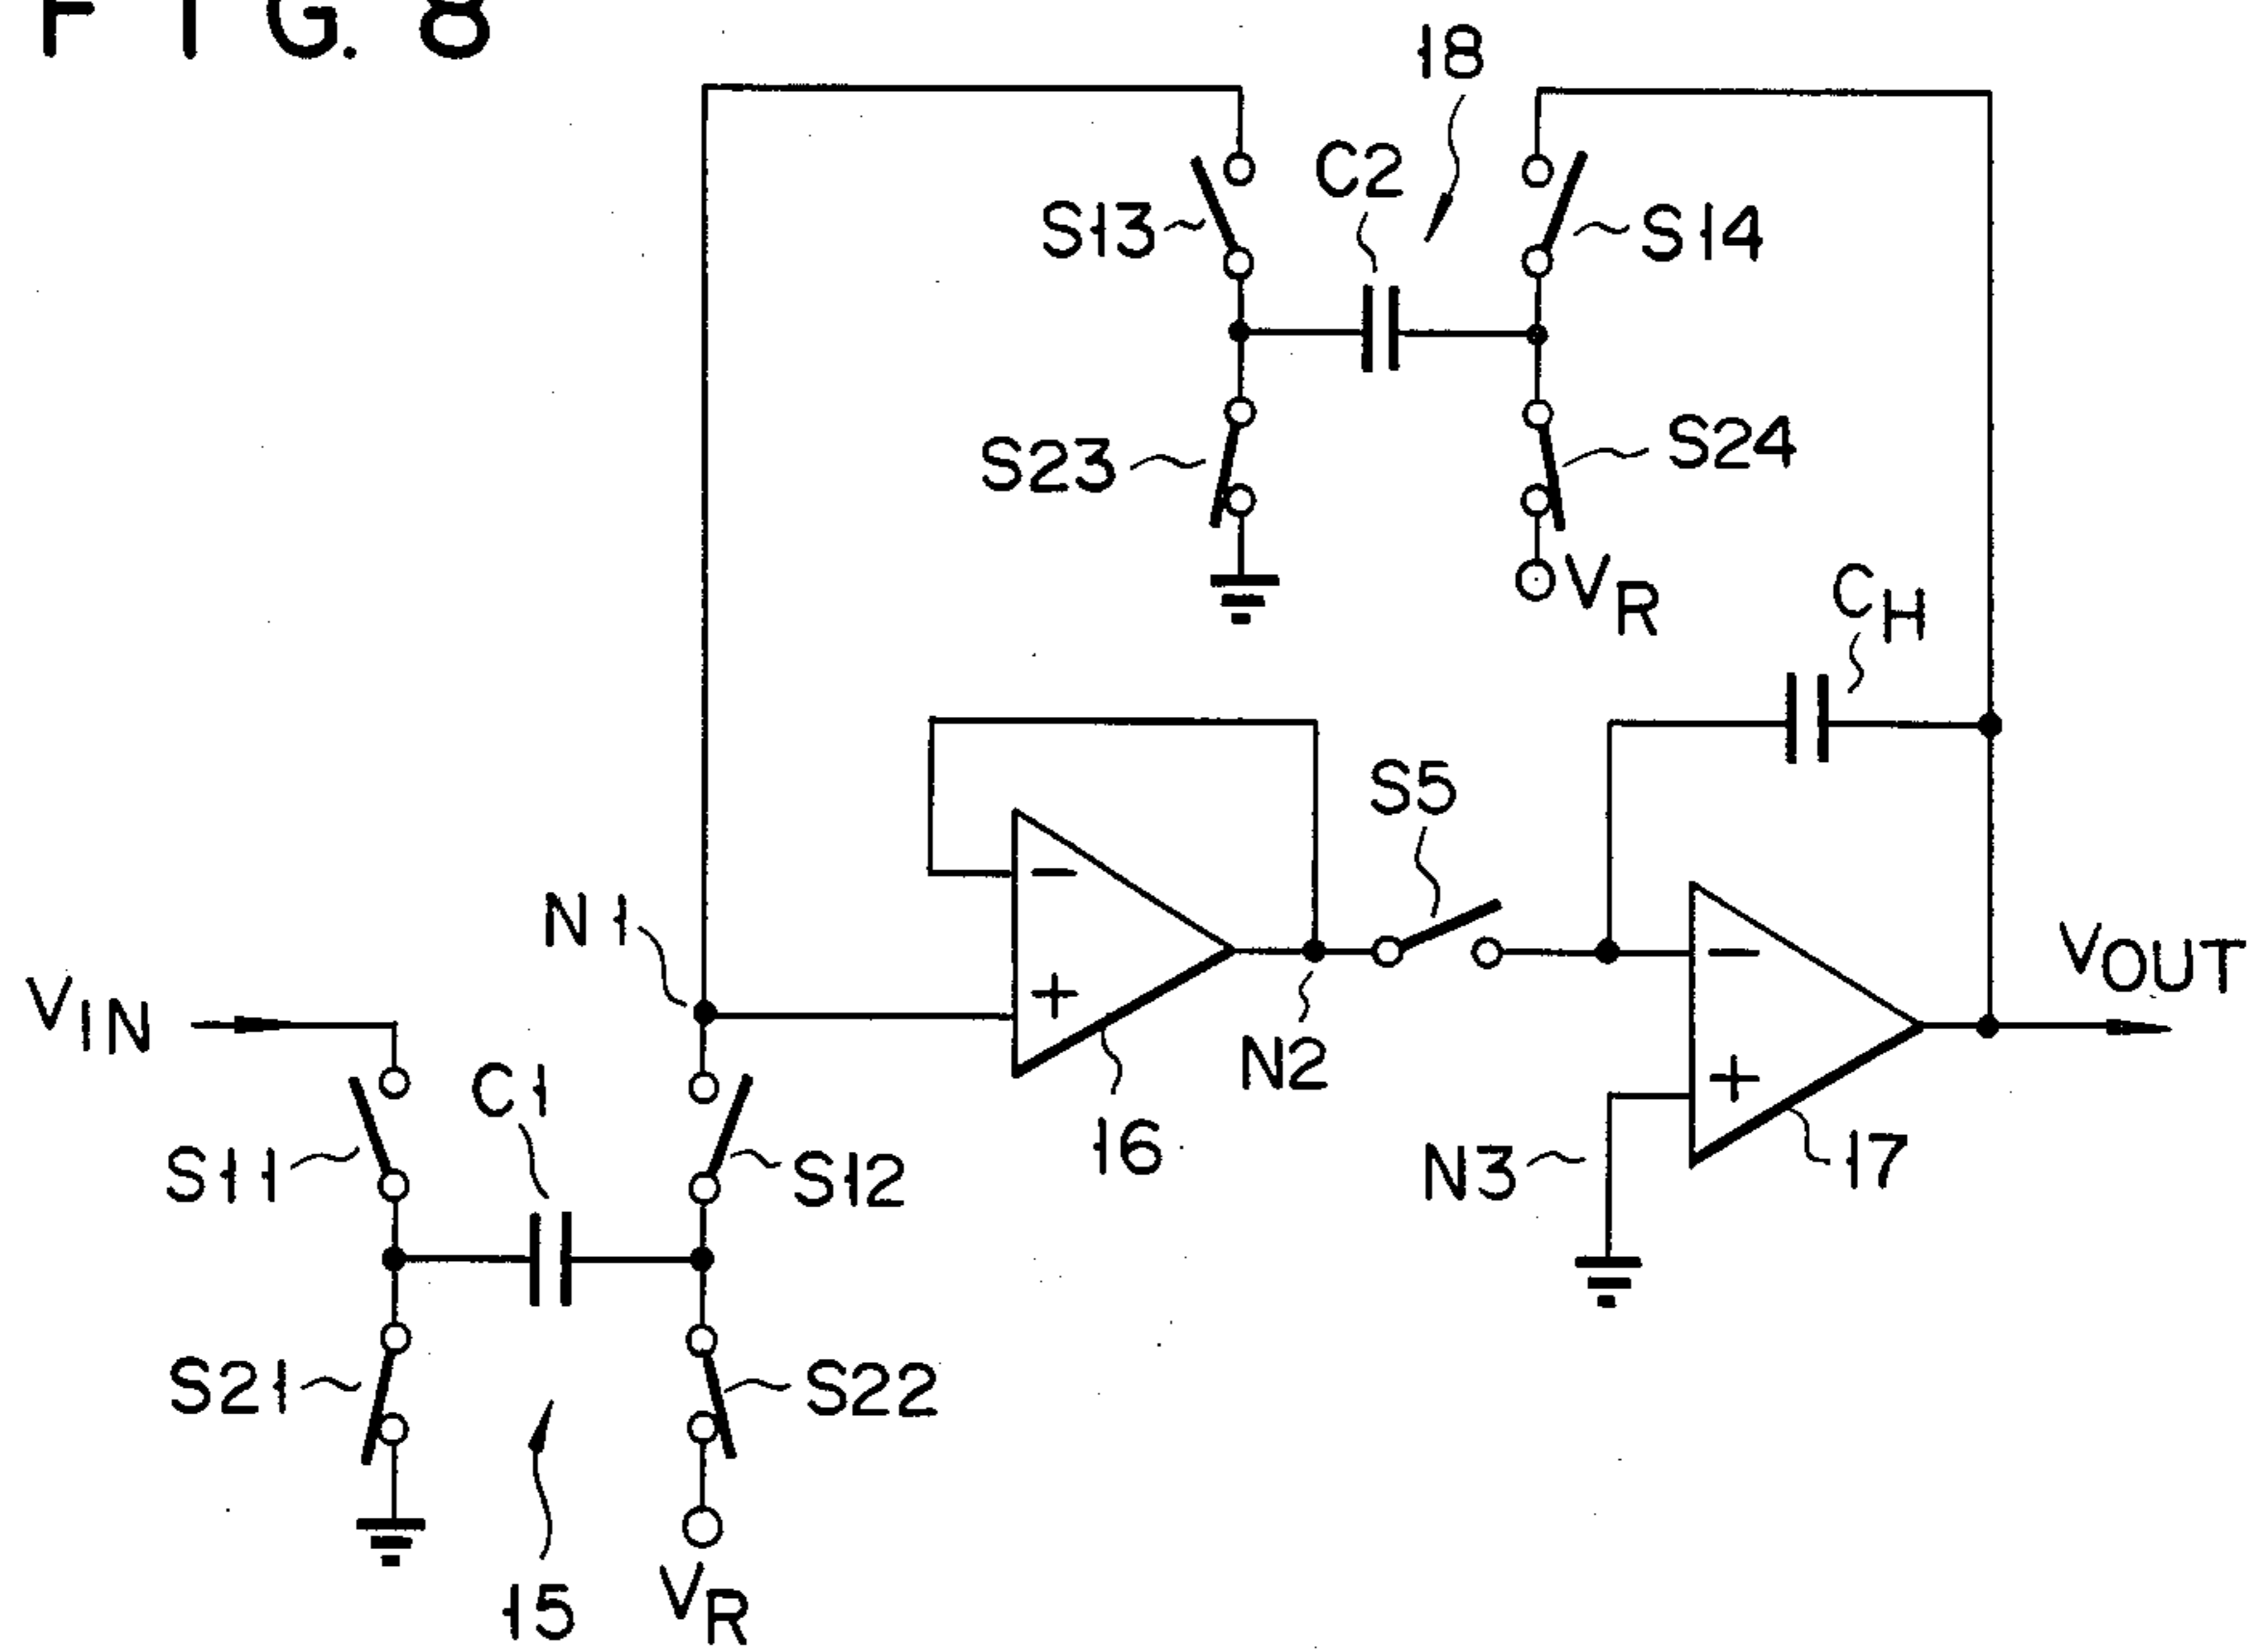 FIG. 8
18
C2
S13
S14
S23
S24
VR
CH
S5
N1
VIN
VOUT
C1
N2
16
N3
17
S11
S12
S21
S22
15
VR